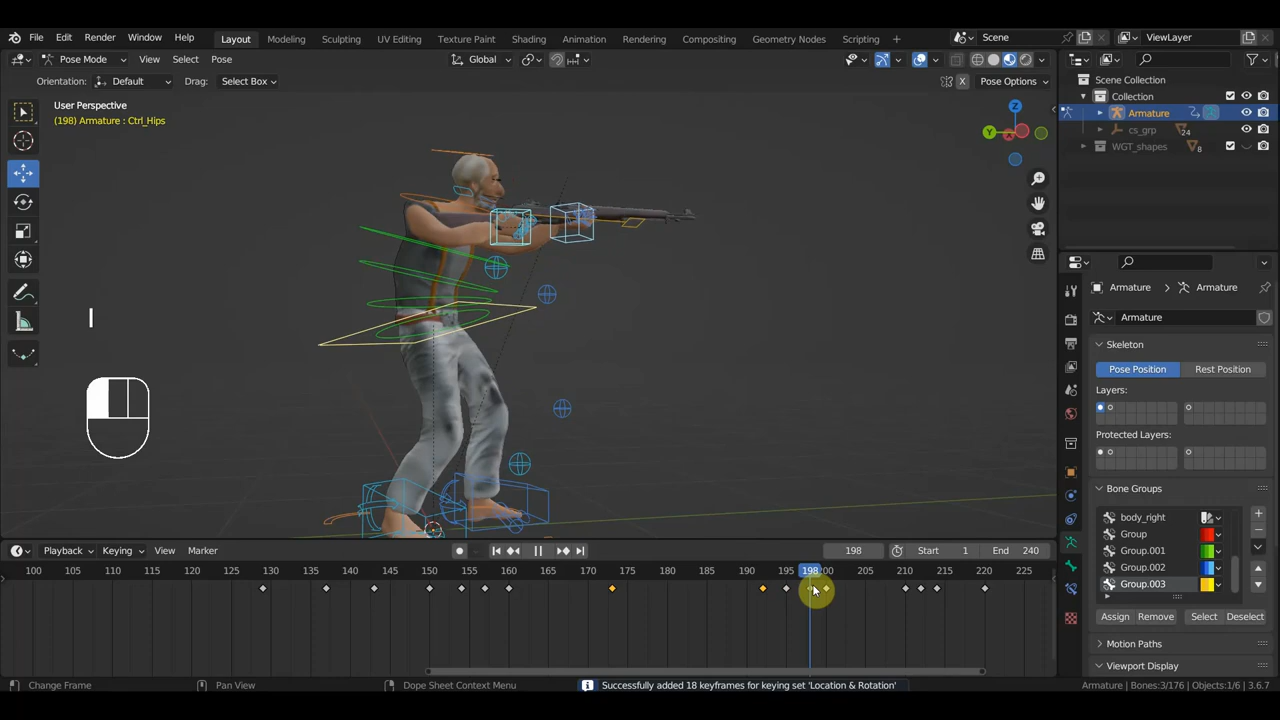 File Edit Render Window Help Layout Modeling Sculpting UV Editing Texture Paint Shading Animation Rendering Compositing Geometry Nodes Scripting + Scene ViewLayer
Pose Mode View Select Pose Global
Orientation: Default Drag: Select Box X Pose Options
Scene Collection
Collection
Armature
cs_grp 24
WGT_shapes 8
User Perspective
(198) Armature : Ctrl_Hips
Z
Y
I
Armature > Armature
Armature
Skeleton
Pose Position Rest Position
Layers:
Protected Layers:
Bone Groups
body_right
Group
Group.001
Group.002
Group.003
Assign Remove Select Deselect
Motion Paths
Viewport Display
Playback Keying View Marker 198 Start 1 End 240
100 105 110 115 120 125 130 135 140 145 150 155 160 165 170 175 180 185 190 195 198 200 205 210 215 220 225
Change Frame Pan View Dope Sheet Context Menu Successfully added 18 keyframes for keying set 'Location & Rotation' Armature | Bones:3/176 | Objects:1/6 | 3.6.7